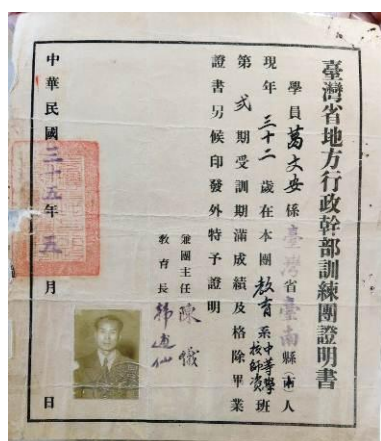 臺灣省地方行政幹部訓練團證明書
學員葛文安係臺灣省臺南縣(市)人
現年三十二歲在本團教育系中等學校師資班
第弍期受訓期滿成績及格除畢業
證書另候印發外特予證明
兼團主任陳儀
教育長韓逋仙
中華民國三十五年五月 日